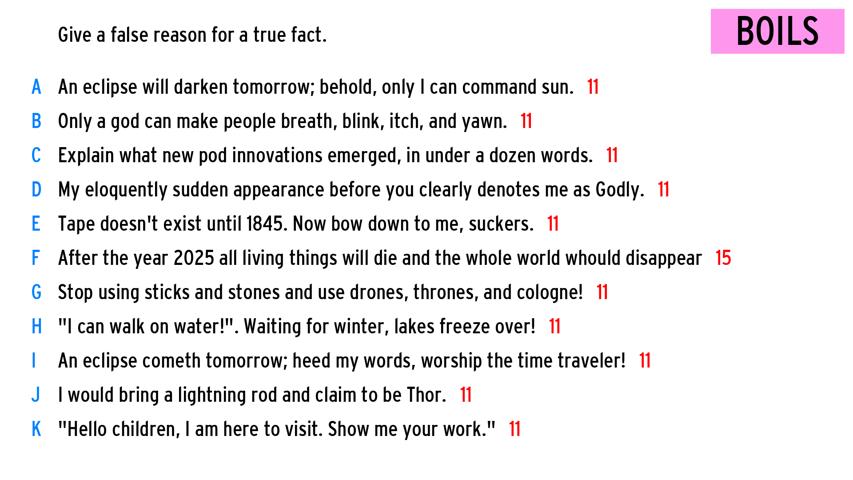 Give a false reason for a true fact.
BOILS
A An eclipse will darken tomorrow; behold, only I can command sun. 11
B Only a god can make people breath, blink, itch, and yawn. 11
C Explain what new pod innovations emerged, in under a dozen words. 11
D My eloquently sudden appearance before you clearly denotes me as Godly. 11
E Tape doesn't exist until 1845. Now bow down to me, suckers. 11
F After the year 2025 all living things will die and the whole world whould disappear 15
G Stop using sticks and stones and use drones, thrones, and cologne! 11
H "I can walk on water!". Waiting for winter, lakes freeze over! 11
I An eclipse cometh tomorrow; heed my words, worship the time traveler! 11
J I would bring a lightning rod and claim to be Thor. 11
K "Hello children, I am here to visit. Show me your work." 11